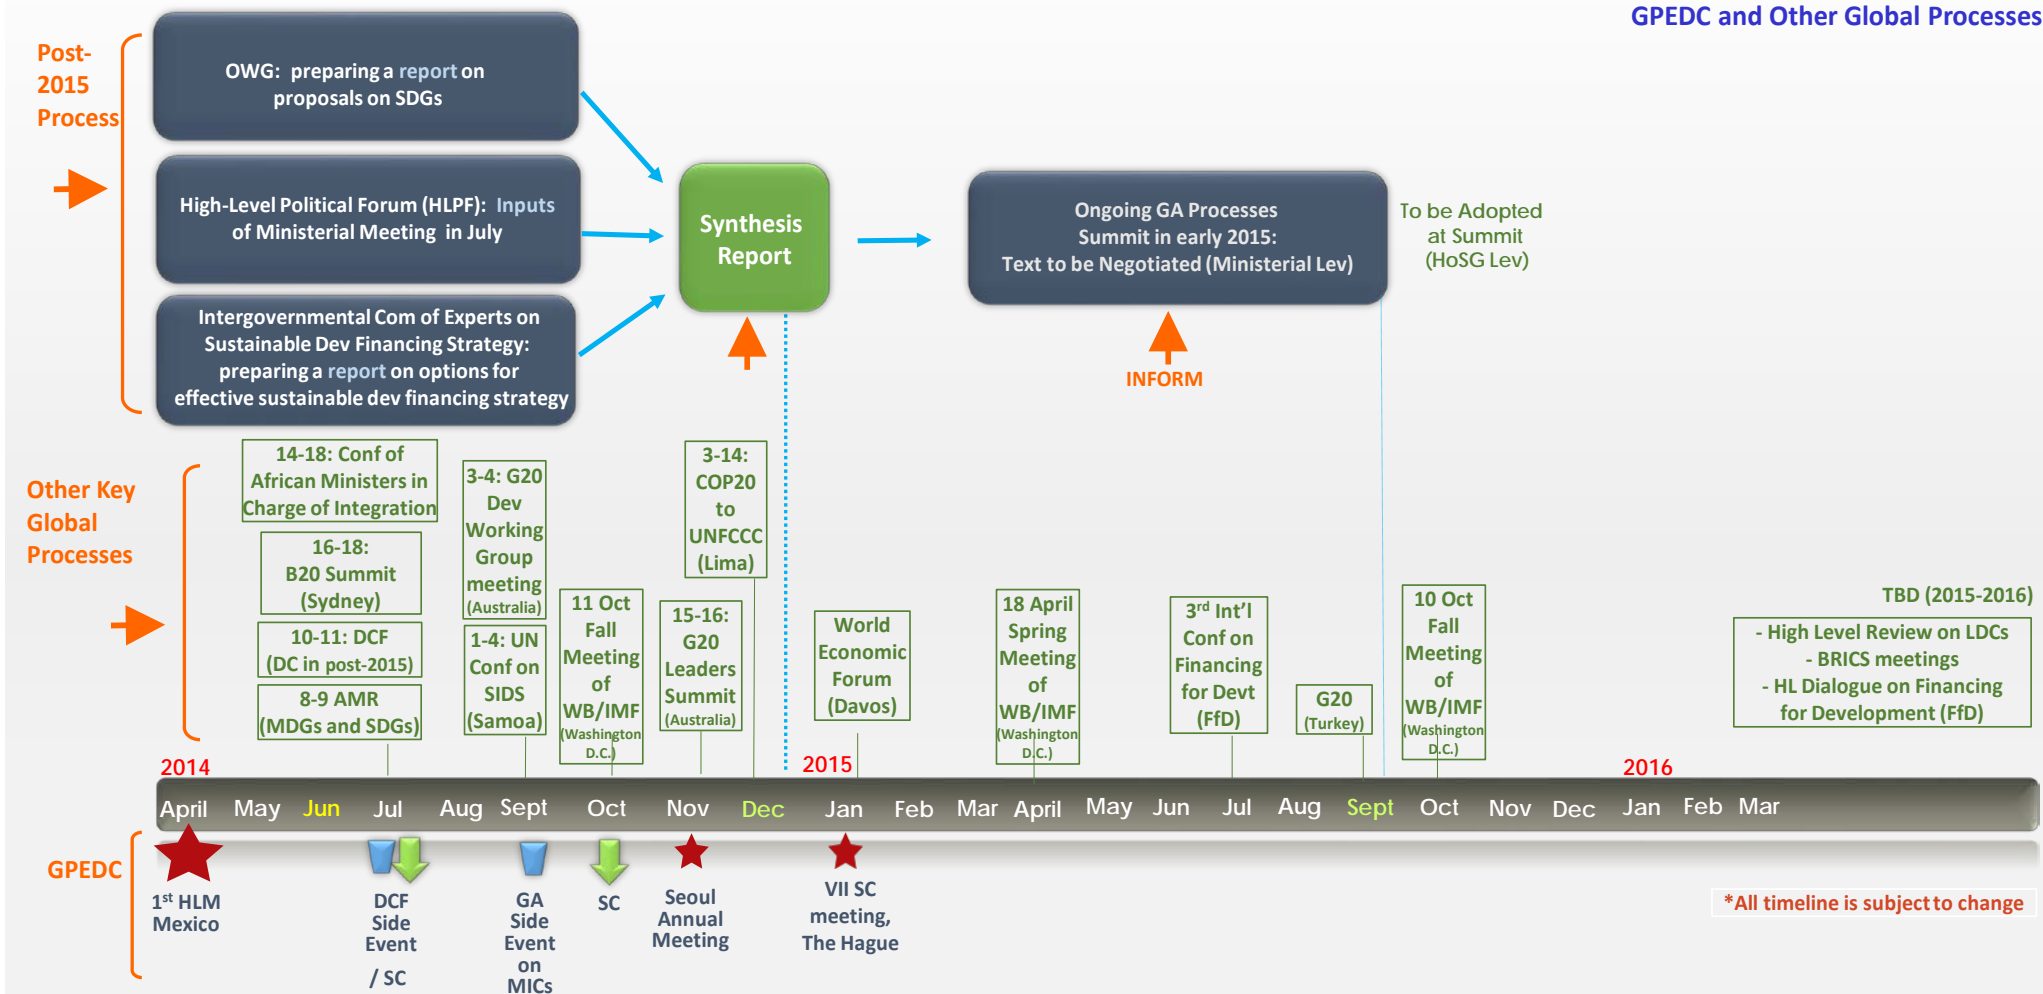 GPEDC and Other Global Processes
Post-
2015
Process
OWG: preparing a report on
proposals on SDGs
High-Level Political Forum (HLPF): Inputs
of Ministerial Meeting in July
Intergovernmental Com of Experts on
Sustainable Dev Financing Strategy:
preparing a report on options for
effective sustainable dev financing strategy
Synthesis
Report
Ongoing GA Processes
Summit in early 2015:
Text to be Negotiated (Ministerial Lev)
To be Adopted
at Summit
(HoSG Lev)
INFORM
Other Key
Global
Processes
14-18: Conf of
African Ministers in
Charge of Integration
16-18:
B20 Summit
(Sydney)
10-11: DCF
(DC in post-2015)
8-9 AMR
(MDGs and SDGs)
3-4: G20
Dev
Working
Group
meeting
(Australia)
1-4: UN
Conf on
SIDS
(Samoa)
11 Oct
Fall
Meeting
of
WB/IMF
(Washington
D.C.)
3-14:
COP20
to
UNFCCC
(Lima)
15-16:
G20
Leaders
Summit
(Australia)
World
Economic
Forum
(Davos)
18 April
Spring
Meeting
of
WB/IMF
(Washington
D.C.)
3rd Int’l
Conf on
Financing
for Devt
(FfD)
G20
(Turkey)
10 Oct
Fall
Meeting
of
WB/IMF
(Washington
D.C.)
TBD (2015-2016)
- High Level Review on LDCs
- BRICS meetings
- HL Dialogue on Financing
for Development (FfD)
2014 2015 2016
April May Jun Jul Aug Sept Oct Nov Dec Jan Feb Mar April May Jun Jul Aug Sept Oct Nov Dec Jan Feb Mar
GPEDC
1st HLM
Mexico
DCF
Side
Event
/ SC
GA
Side
Event
on
MICs
SC
Seoul
Annual
Meeting
VII SC
meeting,
The Hague
*All timeline is subject to change